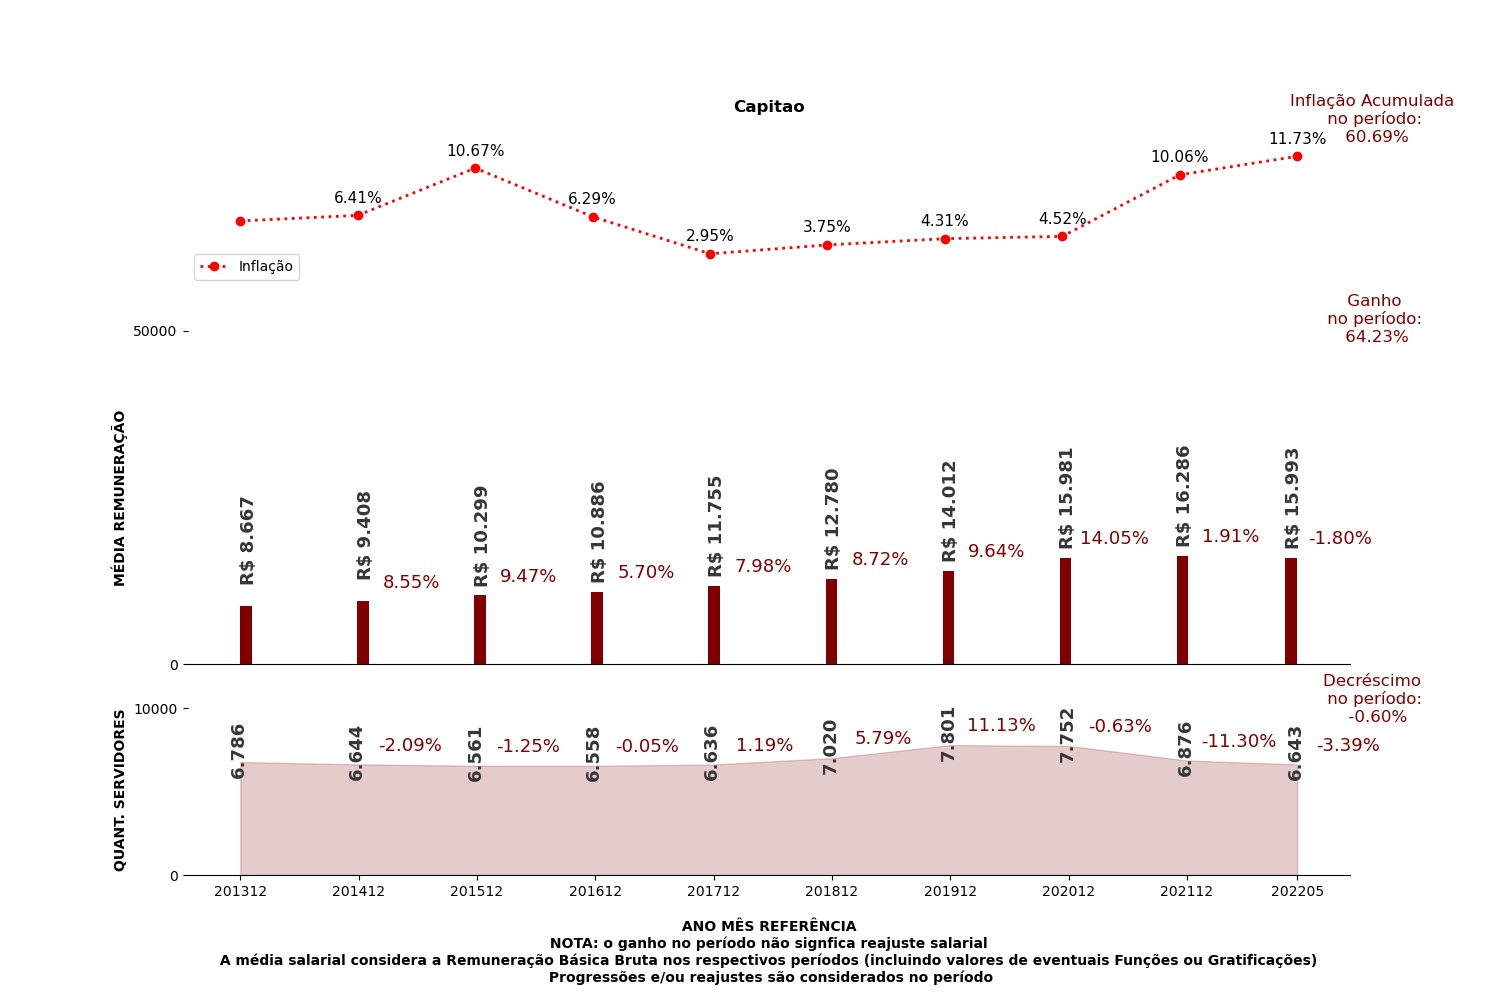 Capitao
Inflação Acumulada
no período:
60.69%
6.41%
10.67%
6.29%
2.95%
3.75%
4.31%
4.52%
10.06%
11.73%
Inflação
Ganho
no período:
64.23%
50000
0
MÉDIA REMUNERAÇÃO
R$ 8.667
R$ 9.408
R$ 10.299
R$ 10.886
R$ 11.755
R$ 12.780
R$ 14.012
R$ 15.981
R$ 16.286
R$ 15.993
8.55%
9.47%
5.70%
7.98%
8.72%
9.64%
14.05%
1.91%
-1.80%
Decréscimo
no período:
-0.60%
10000
0
QUANT. SERVIDORES
6.786
6.644
6.561
6.558
6.636
7.020
7.801
7.752
6.876
6.643
-2.09%
-1.25%
-0.05%
1.19%
5.79%
11.13%
-0.63%
-11.30%
-3.39%
201312
201412
201512
201612
201712
201812
201912
202012
202112
202205
ANO MÊS REFERÊNCIA
NOTA: o ganho no período não signfica reajuste salarial
A média salarial considera a Remuneração Básica Bruta nos respectivos períodos (incluindo valores de eventuais Funções ou Gratificações)
Progressões e/ou reajustes são considerados no período